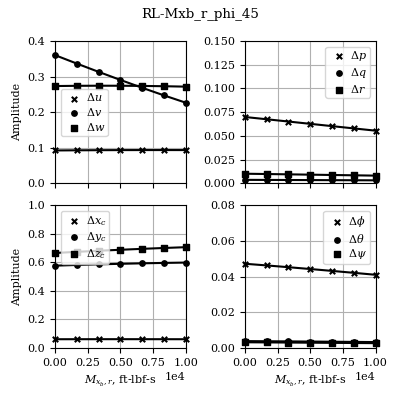 RL-Mxb_r_phi_45
0.4 0.3 0.2 0.1 0.0
Amplitude
Δu
Δv
Δw
0.150 0.125 0.100 0.075 0.050 0.025 0.000
Δp
Δq
Δr
1.0 0.8 0.6 0.4 0.2 0.0
Amplitude
Δx_c
Δy_c
Δz_c
0.00 0.25 0.50 0.75 1.00
1e4
M_{x_b,r}, ft-lbf-s
0.08 0.06 0.04 0.02 0.00
Δϕ
Δθ
Δψ
0.00 0.25 0.50 0.75 1.00
1e4
M_{x_b,r}, ft-lbf-s